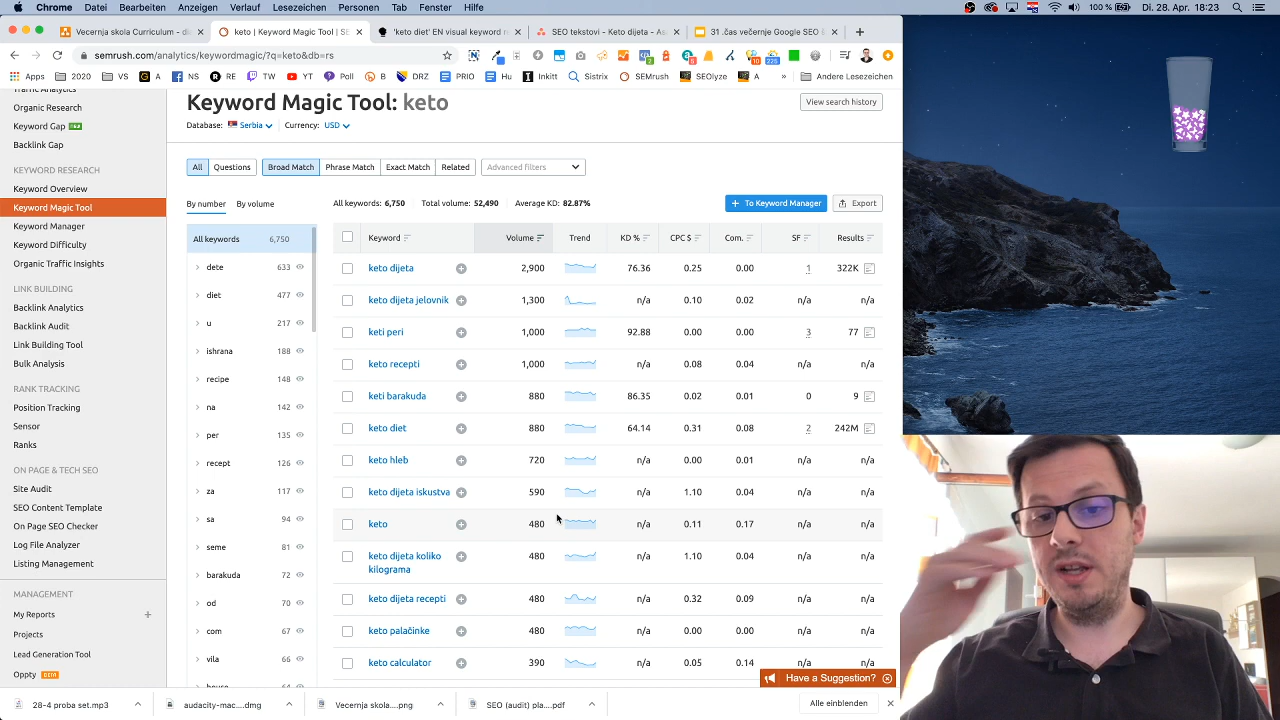 Chrome Datei Bearbeiten Anzeigen Verlauf Lesezeichen Personen Tab Fenster Hilfe 100 % Di. 28. Apr. 18:23
Vecernja skola Curriculum - di
keto | Keyword Magic Tool | SE
'keto diet' EN visual keyword r
SEO tekstovi - Keto dijeta - As
31 .čas večernje Google SEO
semrush.com/analytics/keywordmagic/?q=keto&db=rs
Apps 2020 VS A FB NS RE TW YT Poll B DRZ. PRIO Hu Inkitt Sistrix SEMrush SEOlyze A » Andere Lesezeichen
Traffic Analytics
Organic Research
Keyword Gap
Backlink Gap
KEYWORD RESEARCH
Keyword Overview
Keyword Magic Tool
Keyword Manager
Keyword Difficulty
Organic Traffic Insights
LINK BUILDING
Backlink Analytics
Backlink Audit
Link Building Tool
Bulk Analysis
RANK TRACKING
Position Tracking
Sensor
Ranks
ON PAGE & TECH SEO
Site Audit
SEO Content Template
On Page SEO Checker
Log File Analyzer
Listing Management
MANAGEMENT
My Reports
Projects
Lead Generation Tool
Oppty BETA
Keyword Magic Tool: keto
View search history
Database: Serbia Currency: USD
All Questions Broad Match Phrase Match Exact Match Related Advanced filters
By number By volume
All keywords: 6,750 Total volume: 52,490 Average KD: 82.87%
To Keyword Manager
Export
All keywords 6,750
dete 633
diet 477
u 217
ishrana 188
recipe 148
na 142
per 135
recept 126
za 117
sa 94
seme 81
barakuda 72
od 70
com 67
vila 66
Keyword Volume Trend KD % CPC $ Com. SF Results
keto dijeta 2,900 76.36 0.25 0.00 1 322K
keto dijeta jelovnik 1,300 n/a 0.10 0.02 n/a n/a
keti peri 1,000 92.88 0.00 0.00 3 77
keto recepti 1,000 n/a 0.08 0.04 n/a n/a
keti barakuda 880 86.35 0.02 0.01 0 9
keto diet 880 64.14 0.31 0.08 2 242M
keto hleb 720 n/a 0.00 0.01 n/a n/a
keto dijeta iskustva 590 n/a 1.10 0.04 n/a n/a
keto 480 n/a 0.11 0.17 n/a n/a
keto dijeta koliko kilograma 480 n/a 1.10 0.04 n/a n/a
keto dijeta recepti 480 n/a 0.32 0.09 n/a n/a
keto palačinke 480 n/a 0.00 0.00 n/a n/a
keto calculator 390 n/a 0.05 0.14 n/a n/a
Have a Suggestion?
28-4 proba set.mp3
audacity-mac....dmg
Vecernja skola....png
SEO (audit) pla....pdf
Alle einblenden